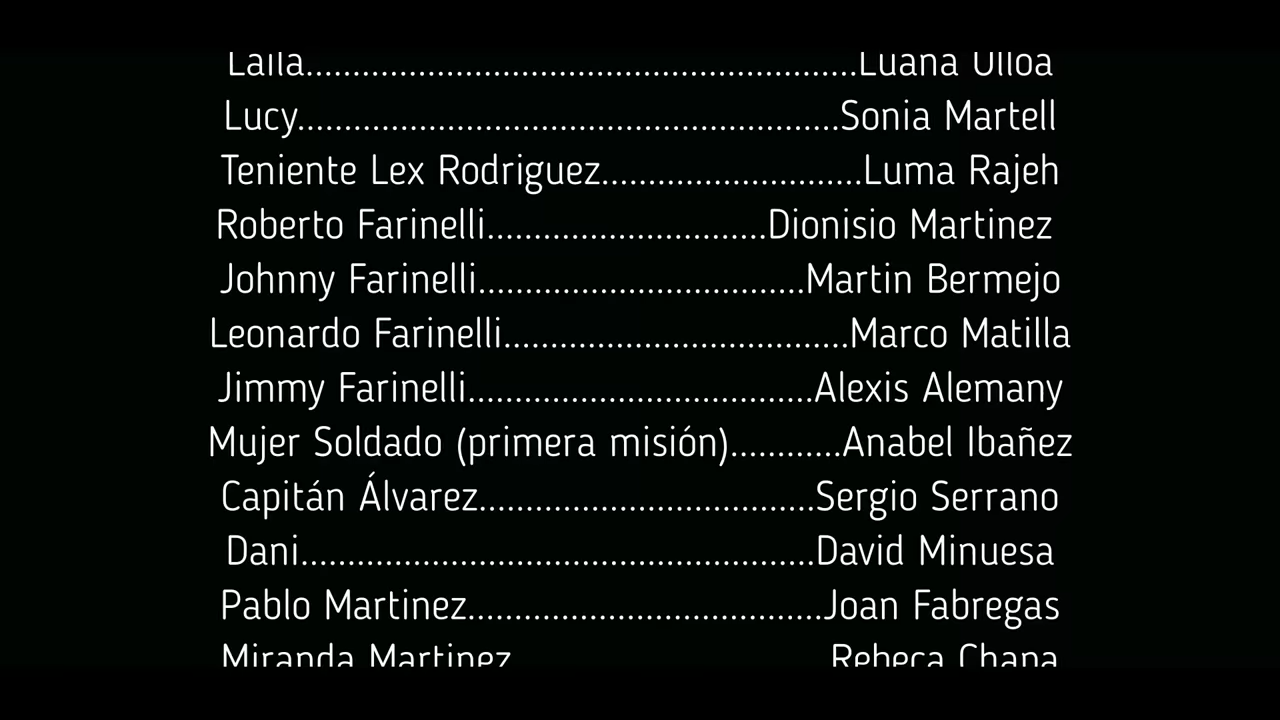 Laila...........................................................Luana Ulloa
Lucy..........................................................Sonia Martell
Teniente Lex Rodriguez............................Luma Rajeh
Roberto Farinelli..............................Dionisio Martinez
Johnny Farinelli...................................Martin Bermejo
Leonardo Farinelli.....................................Marco Matilla
Jimmy Farinelli.....................................Alexis Alemany
Mujer Soldado (primera misión)............Anabel Ibañez
Capitán Álvarez....................................Sergio Serrano
Dani.......................................................David Minuesa
Pablo Martinez......................................Joan Fabregas
Miranda Martinez Rebeca Chana